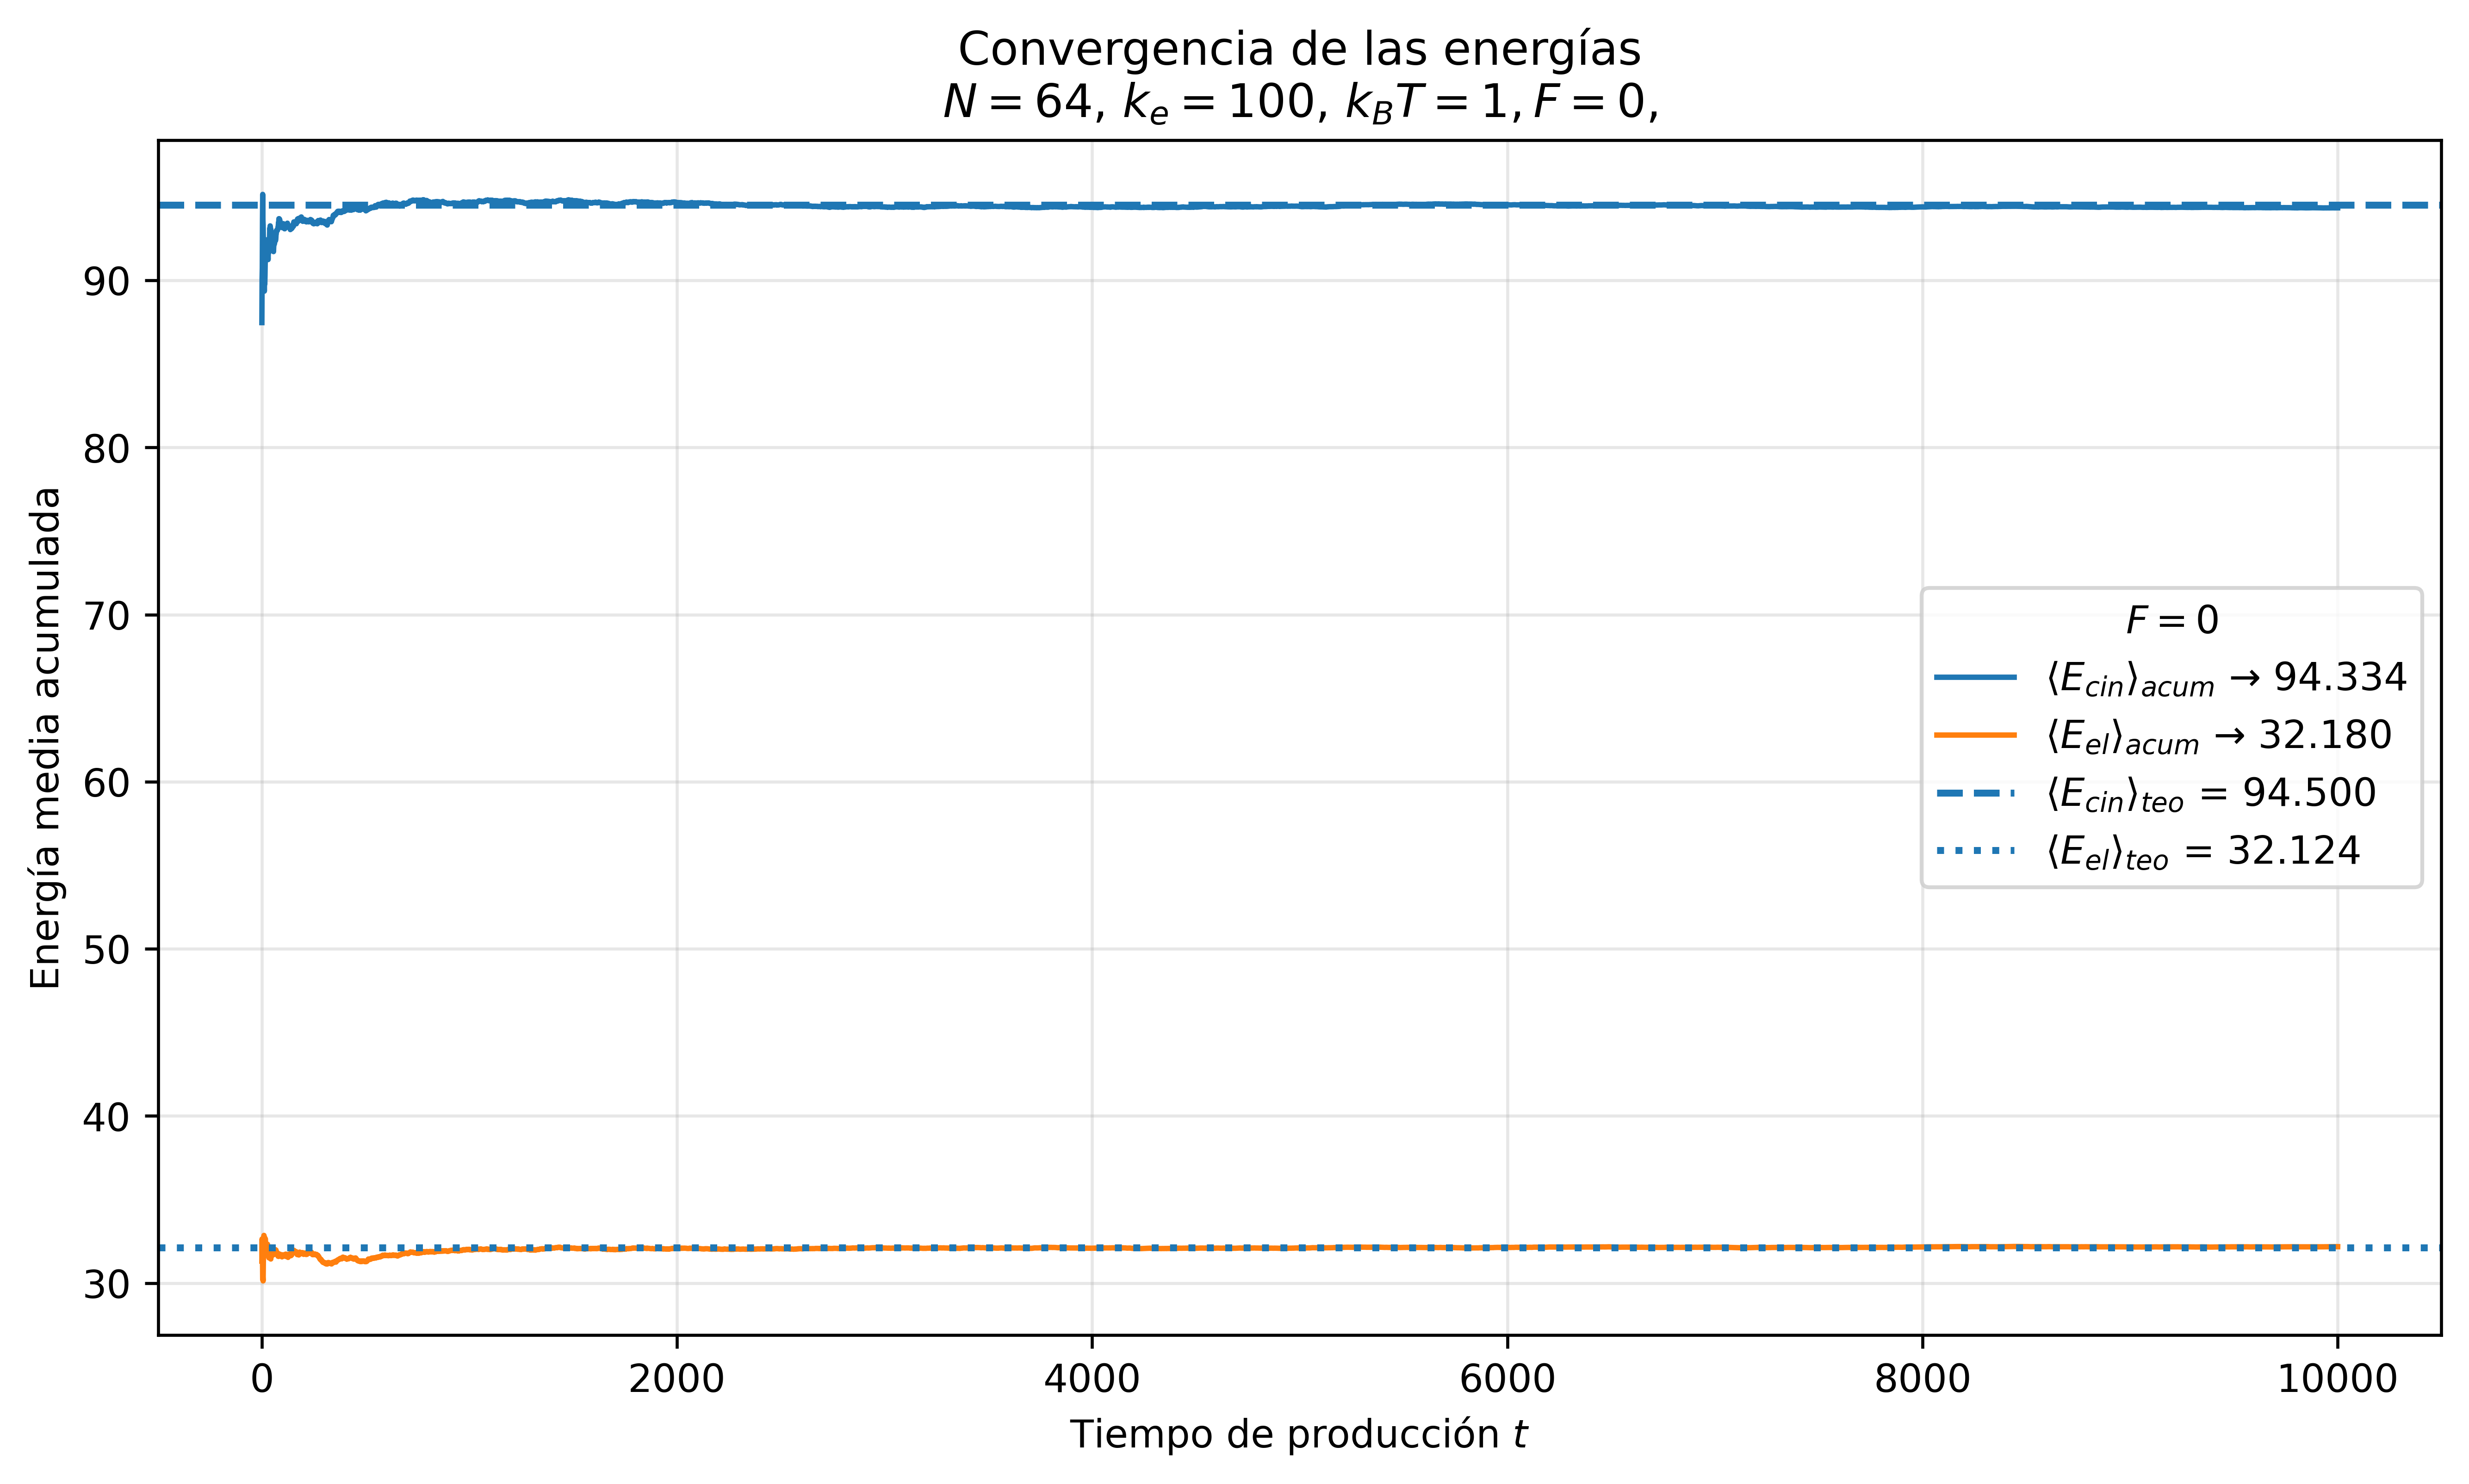 Convergencia de las energías
N = 64, k_e = 100, k_BT = 1, F = 0,
Energía media acumulada
90
80
70
60
50
40
30
F = 0
⟨E_cin⟩_acum → 94.334
⟨E_el⟩_acum → 32.180
⟨E_cin⟩_teo = 94.500
⟨E_el⟩_teo = 32.124
0 2000 4000 6000 8000 10000
Tiempo de producción t